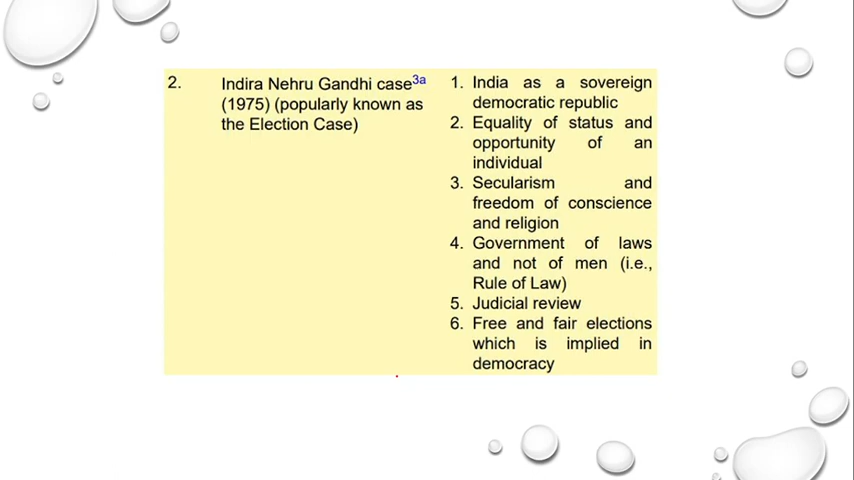 2.
Indira Nehru Gandhi case3a
(1975) (popularly known as
the Election Case)
1. India as a sovereign
democratic republic
2. Equality of status and
opportunity of an
individual
3. Secularism and
freedom of conscience
and religion
4. Government of laws
and not of men (i.e.,
Rule of Law)
5. Judicial review
6. Free and fair elections
which is implied in
democracy